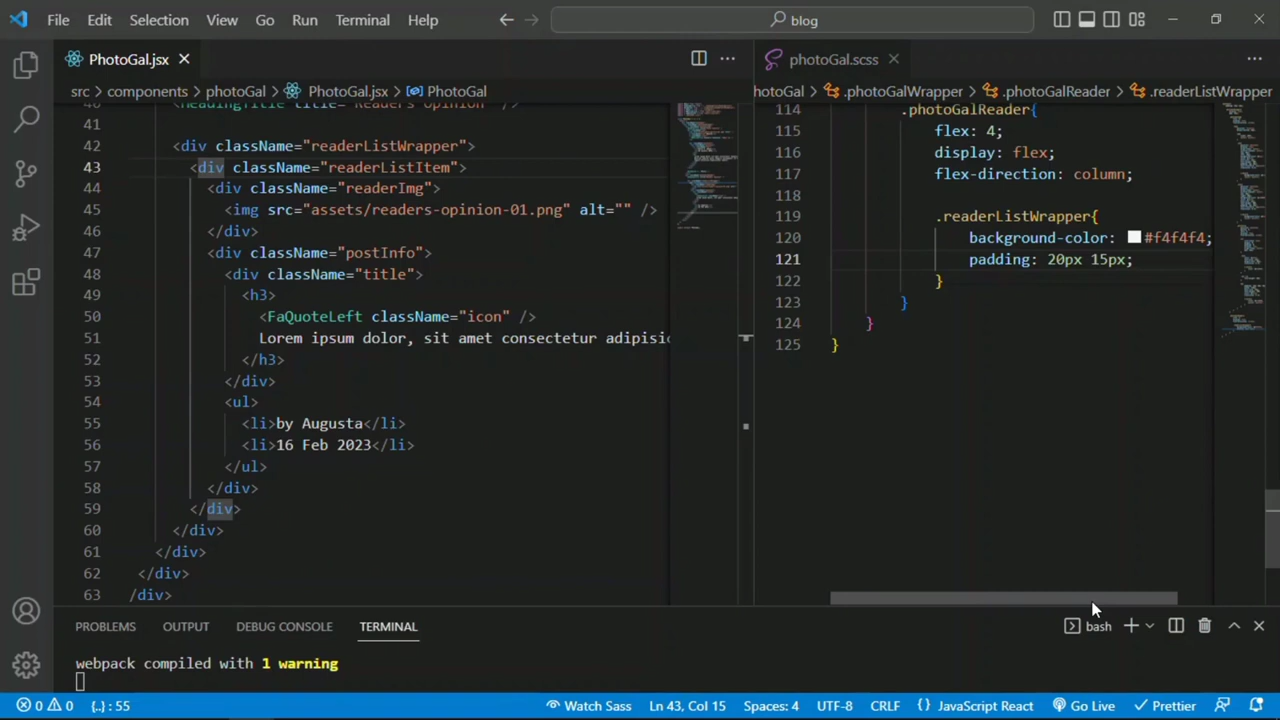 File Edit Selection View Go Run Terminal Help
blog
PhotoGal.jsx
photoGal.scss
src > components > photoGal > PhotoGal.jsx > PhotoGal
hotoGal > .photoGalWrapper > .photoGalReader > .readerListWrapper
40 <HeadingTitle title="Readers Opinion" />
41
42 <div className="readerListWrapper">
43 <div className="readerListItem">
44 <div className="readerImg">
45 <img src="assets/readers-opinion-01.png" alt="" />
46 </div>
47 <div className="postInfo">
48 <div className="title">
49 <h3>
50 <FaQuoteLeft className="icon" />
51 Lorem ipsum dolor, sit amet consectetur adipisic
52 </h3>
53 </div>
54 <ul>
55 <li>by Augusta</li>
56 <li>16 Feb 2023</li>
57 </ul>
58 </div>
59 </div>
60 </div>
61 </div>
62 </div>
63 /div>
114 .photoGalReader{
115 flex: 4;
116 display: flex;
117 flex-direction: column;
118
119 .readerListWrapper{
120 background-color: #f4f4f4;
121 padding: 20px 15px;
122 }
123 }
124 }
125 }
PROBLEMS OUTPUT DEBUG CONSOLE TERMINAL
bash
webpack compiled with 1 warning
0 0 {..} : 55
Watch Sass Ln 43, Col 15 Spaces: 4 UTF-8 CRLF {} JavaScript React Go Live Prettier